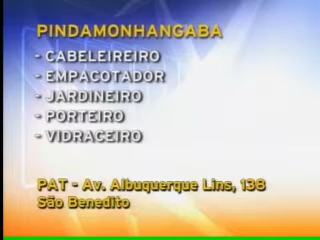 PINDAMONHANGABA
- CABELEIREIRO
- EMPACOTADOR
- JARDINEIRO
- PORTEIRO
- VIDRACEIRO
PAT - Av. Albuquerque Lins, 138
São Benedito